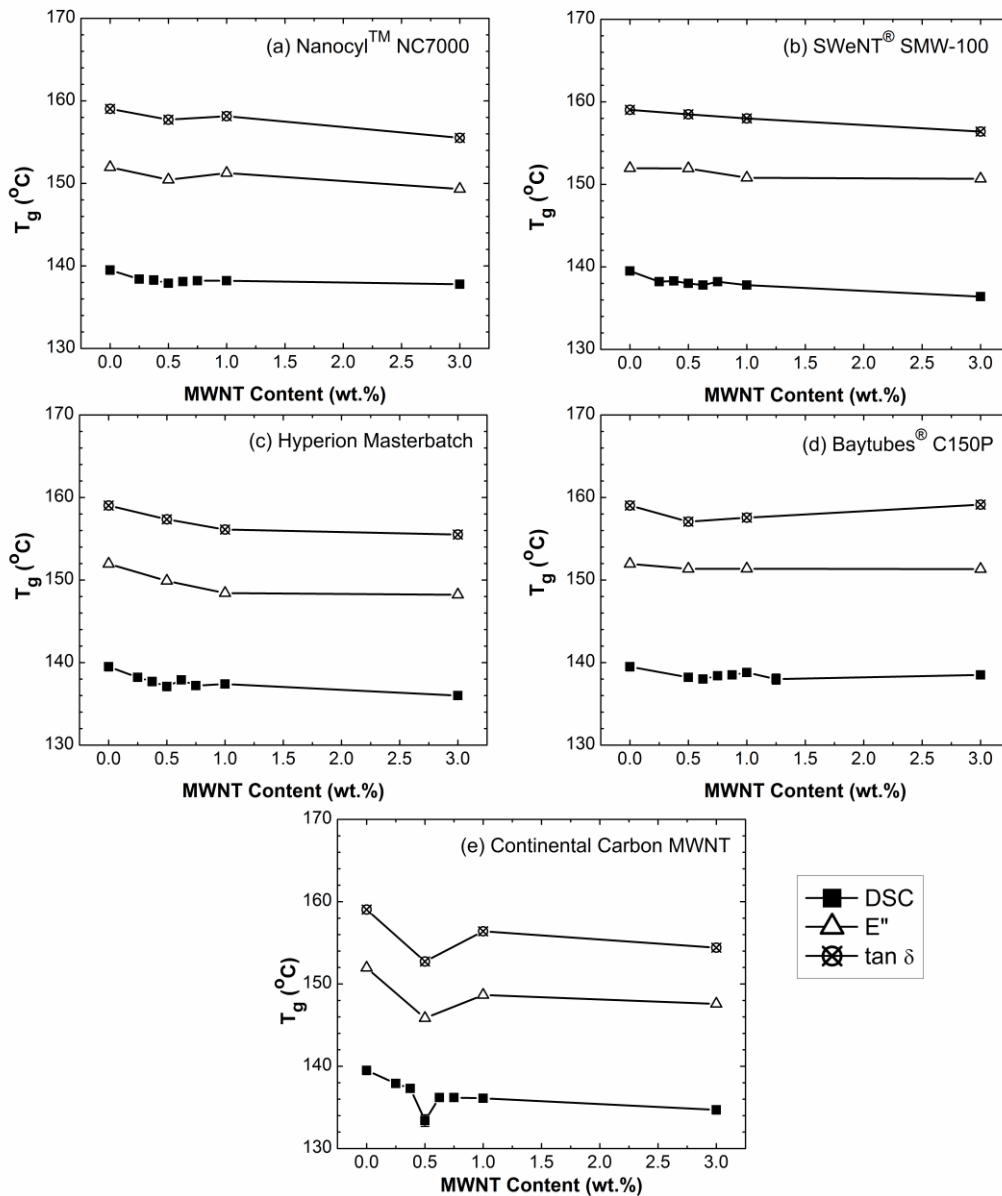 (a) Nanocyl™ NC7000
170
160
150
140
130
T_g (°C)
0.0 0.5 1.0 1.5 2.0 2.5 3.0
MWNT Content (wt.%)
(b) SWeNT® SMW-100
170
160
150
140
130
T_g (°C)
0.0 0.5 1.0 1.5 2.0 2.5 3.0
MWNT Content (wt.%)
(c) Hyperion Masterbatch
170
160
150
140
130
T_g (°C)
0.0 0.5 1.0 1.5 2.0 2.5 3.0
MWNT Content (wt.%)
(d) Baytubes® C150P
170
160
150
140
130
T_g (°C)
0.0 0.5 1.0 1.5 2.0 2.5 3.0
MWNT Content (wt.%)
(e) Continental Carbon MWNT
170
160
150
140
130
T_g (°C)
0.0 0.5 1.0 1.5 2.0 2.5 3.0
MWNT Content (wt.%)
DSC
E"
tan δ